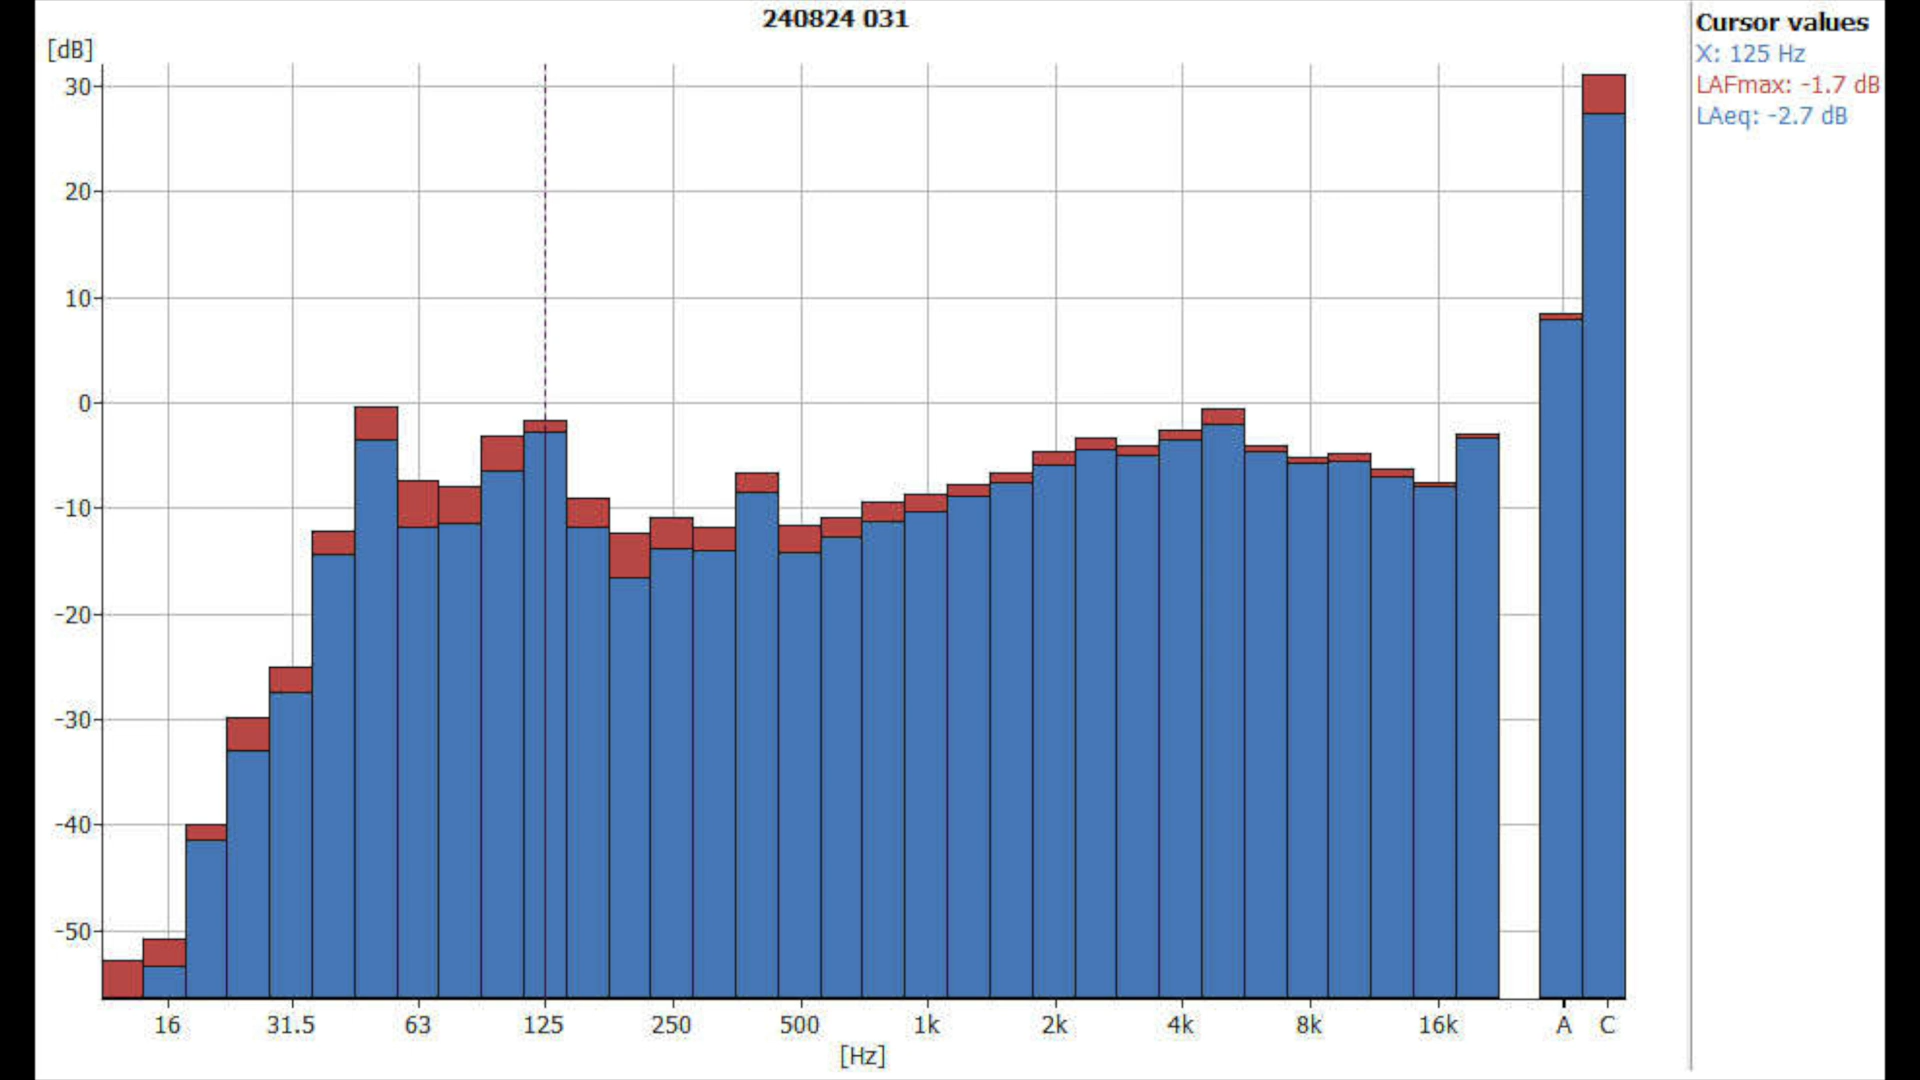 240824 031
[dB]
30
20
10
0
-10
-20
-30
-40
-50
16 31.5 63 125 250 500 1k 2k 4k 8k 16k A C
[Hz]
Cursor values
X: 125 Hz
LAFmax: -1.7 dB
LAeq: -2.7 dB